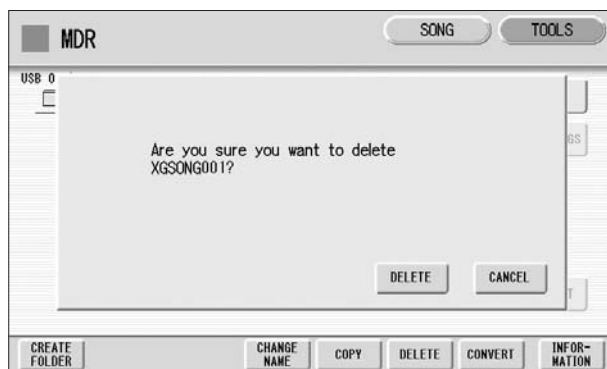 MDR
SONG
TOOLS
USB 0
GS
Are you sure you want to delete
XGSONG001?
DELETE
CANCEL
T
CREATE
FOLDER
CHANGE
NAME
COPY
DELETE
CONVERT
INFOR-
MATION